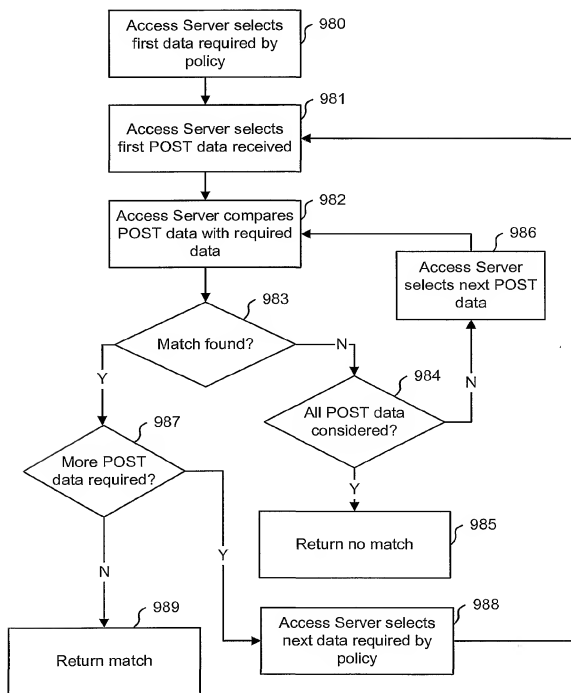 Access Server selects
first data required by
policy
980
981
Access Server selects
first POST data received
982
Access Server compares
POST data with required
data
986
Access Server
selects next POST
data
983
Match found?
N
Y
984
All POST data
considered?
N
Y
987
More POST
data required?
985
Return no match
Y
N
989
Return match
988
Access Server selects
next data required by
policy